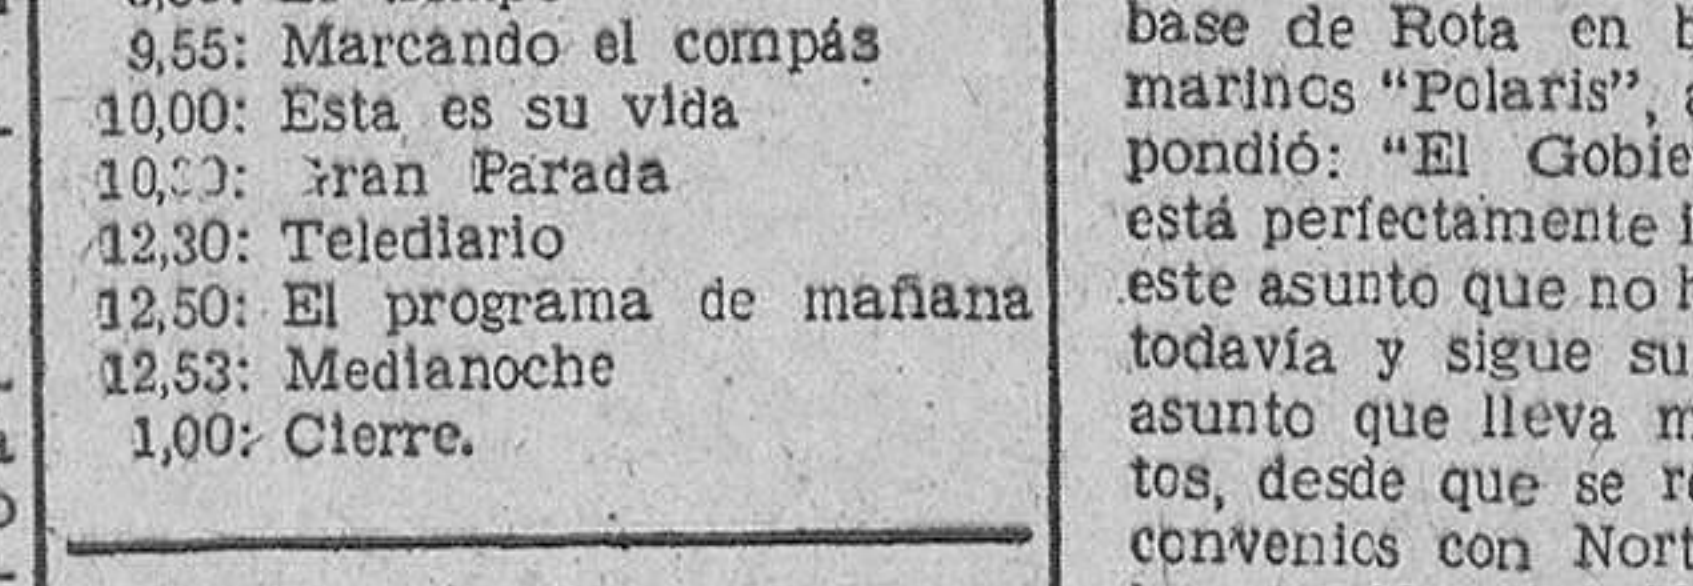 9,55: Marcando el compás
10,00: Esta es su vida
Gran Parada
12,30: Telediario
12,50: El programa de mañana
12,53: Medianoche
1,00: Cierre.
base de Rota en
marinos "Polaris",
pondió: "El Gobie
está perfectamente
este asunto que no
todavía y sigue su
asunto que lleva
tos, desde que se
convenios con Nort